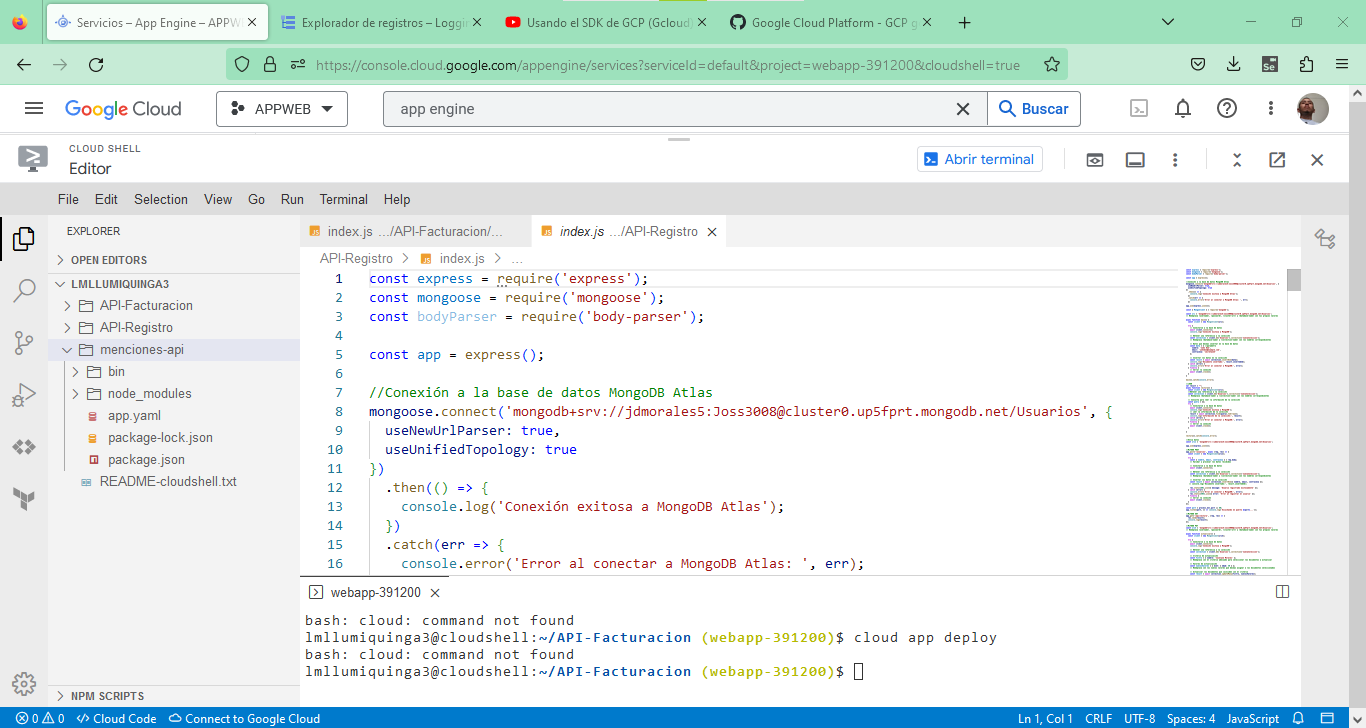 Servicios – App Engine – APPW
Explorador de registros – Loggi
Usando el SDK de GCP (Gcloud)
Google Cloud Platform - GCP g
https://console.cloud.google.com/appengine/services?serviceId=default&project=webapp-391200&cloudshell=true
Google Cloud
APPWEB
app engine
Buscar
CLOUD SHELL
Editor
Abrir terminal
File Edit Selection View Go Run Terminal Help
EXPLORER
OPEN EDITORS
LMLLUMIQUINGA3
API-Facturacion
API-Registro
menciones-api
bin
node_modules
app.yaml
package-lock.json
package.json
README-cloudshell.txt
NPM SCRIPTS
index.js .../API-Facturacion/...
index.js .../API-Registro
API-Registro > index.js > ...
1 const express = require('express');
2 const mongoose = require('mongoose');
3 const bodyParser = require('body-parser');
4
5 const app = express();
6
7 //Conexión a la base de datos MongoDB Atlas
8 mongoose.connect('mongodb+srv://jdmorales5:Joss3008@cluster0.up5fprt.mongodb.net/Usuarios', {
9 useNewUrlParser: true,
10 useUnifiedTopology: true
11 })
12 .then(() => {
13 console.log('Conexión exitosa a MongoDB Atlas');
14 })
15 .catch(err => {
16 console.error('Error al conectar a MongoDB Atlas: ', err);
webapp-391200
bash: cloud: command not found
lmllumiquinga3@cloudshell:~/API-Facturacion (webapp-391200)$ cloud app deploy
bash: cloud: command not found
lmllumiquinga3@cloudshell:~/API-Facturacion (webapp-391200)$
0 0 Cloud Code Connect to Google Cloud
Ln 1, Col 1 CRLF UTF-8 Spaces: 4 JavaScript